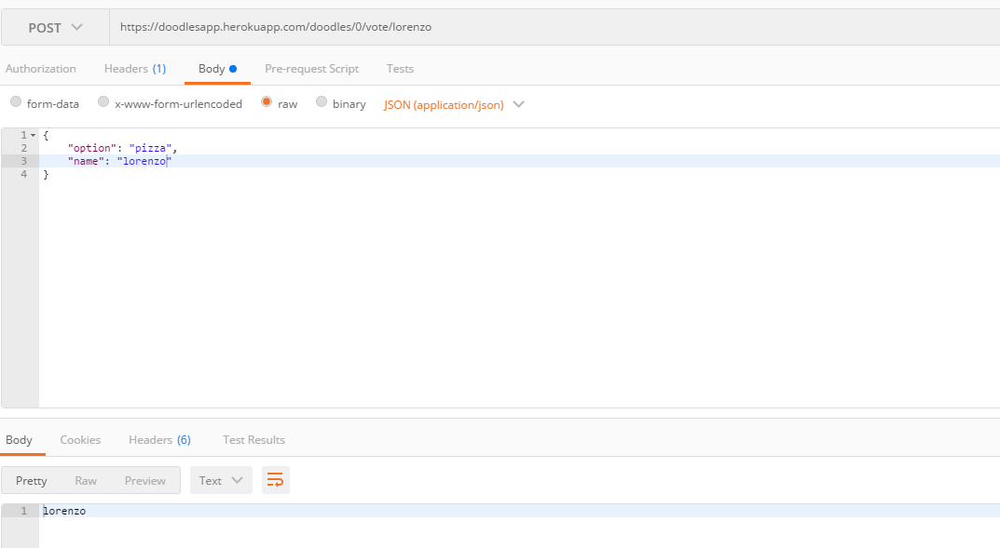 POST https://doodlesapp.herokuapp.com/doodles/0/vote/lorenzo
Authorization Headers (1) Body Pre-request Script Tests
form-data x-www-form-urlencoded raw binary JSON (application/json)
1 {
2 "option": "pizza",
3 "name": "lorenzo"
4 }
Body Cookies Headers (6) Test Results
Pretty Raw Preview Text
1 lorenzo